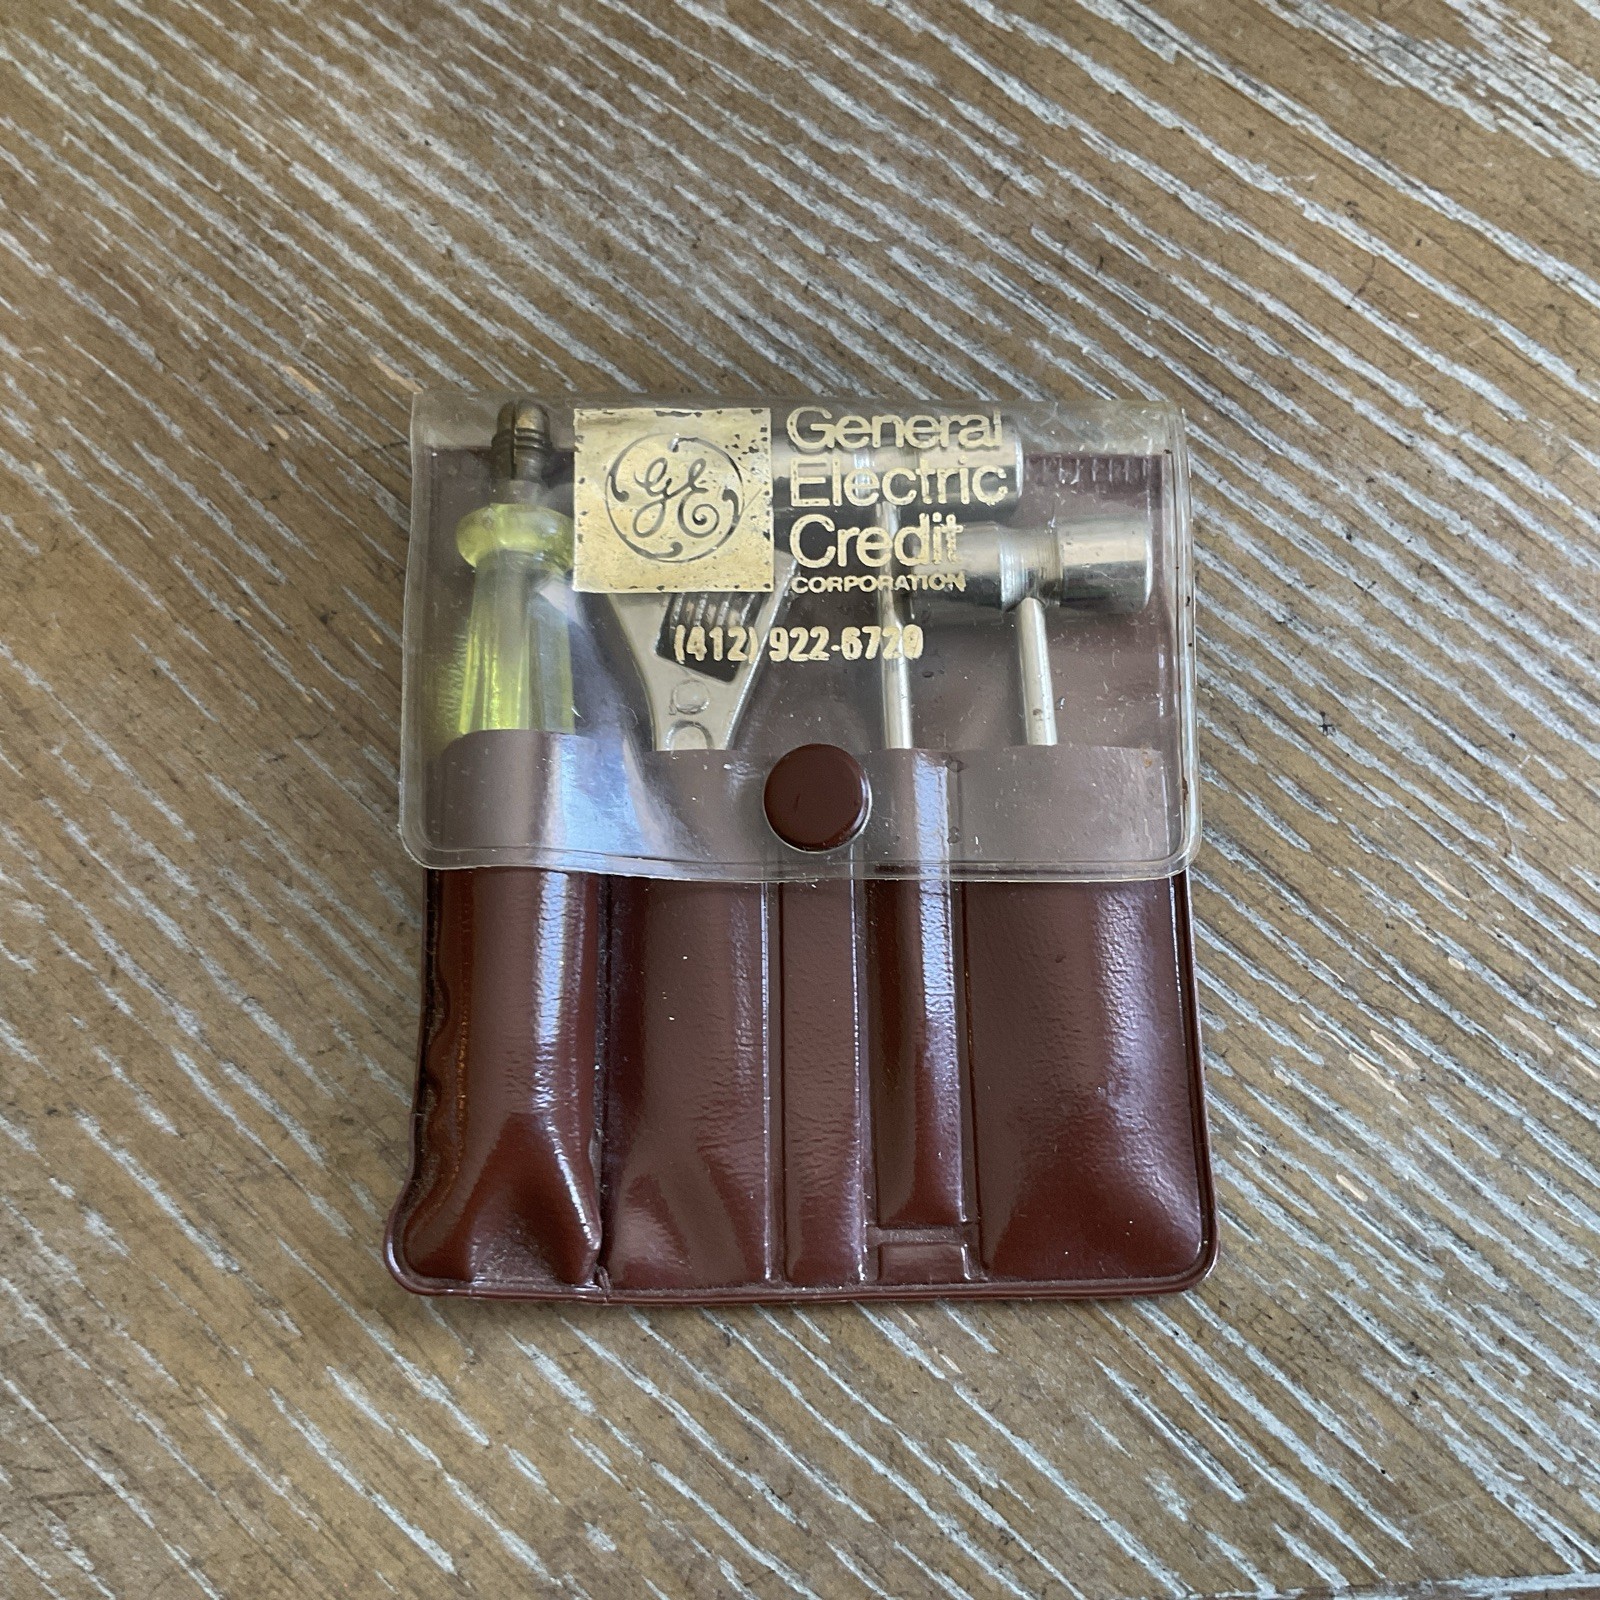 GE
General
Electric
Credit
CORPORATION
(412) 922-6720